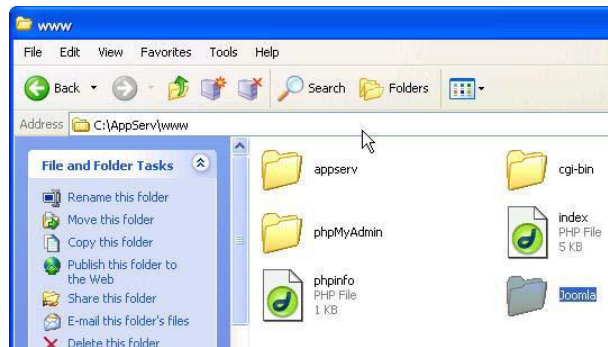 www
File Edit View Favorites Tools Help
Back Search Folders
Address C:\AppServ\www
File and Folder Tasks
Rename this folder
Move this folder
Copy this folder
Publish this folder to
the Web
Share this folder
E-mail this folder's files
Delete this folder
appserv
cgi-bin
phpMyAdmin
index
PHP File
5 KB
phpinfo
PHP File
1 KB
Joomla